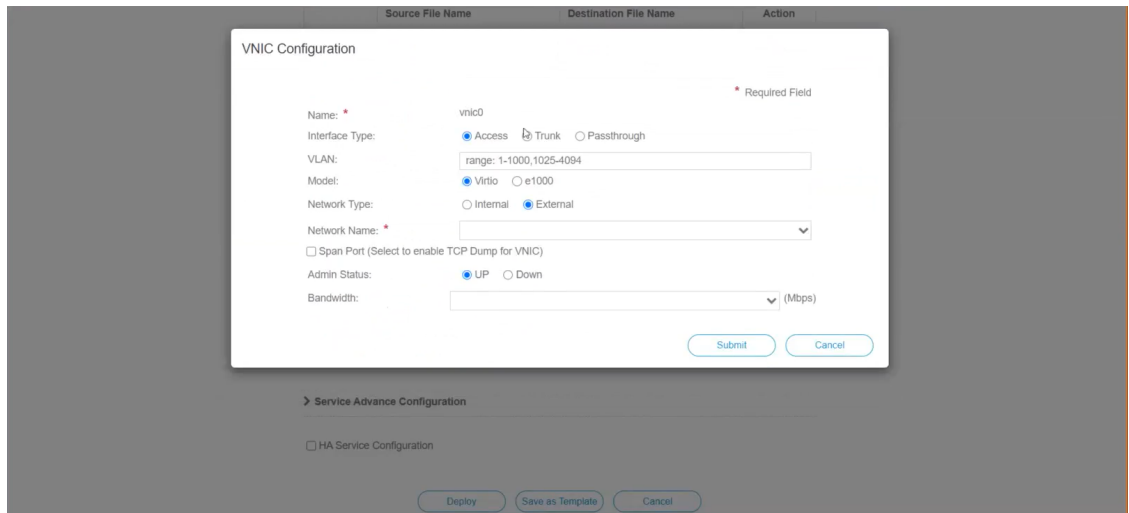 Source File Name Destination File Name Action
VNIC Configuration
* Required Field
Name: * vnic0
Interface Type: Access Trunk Passthrough
VLAN: range: 1-1000,1025-4094
Model: Virtio e1000
Network Type: Internal External
Network Name: *
Span Port (Select to enable TCP Dump for VNIC)
Admin Status: UP Down
Bandwidth: (Mbps)
Submit Cancel
Service Advance Configuration
HA Service Configuration
Deploy Save as Template Cancel